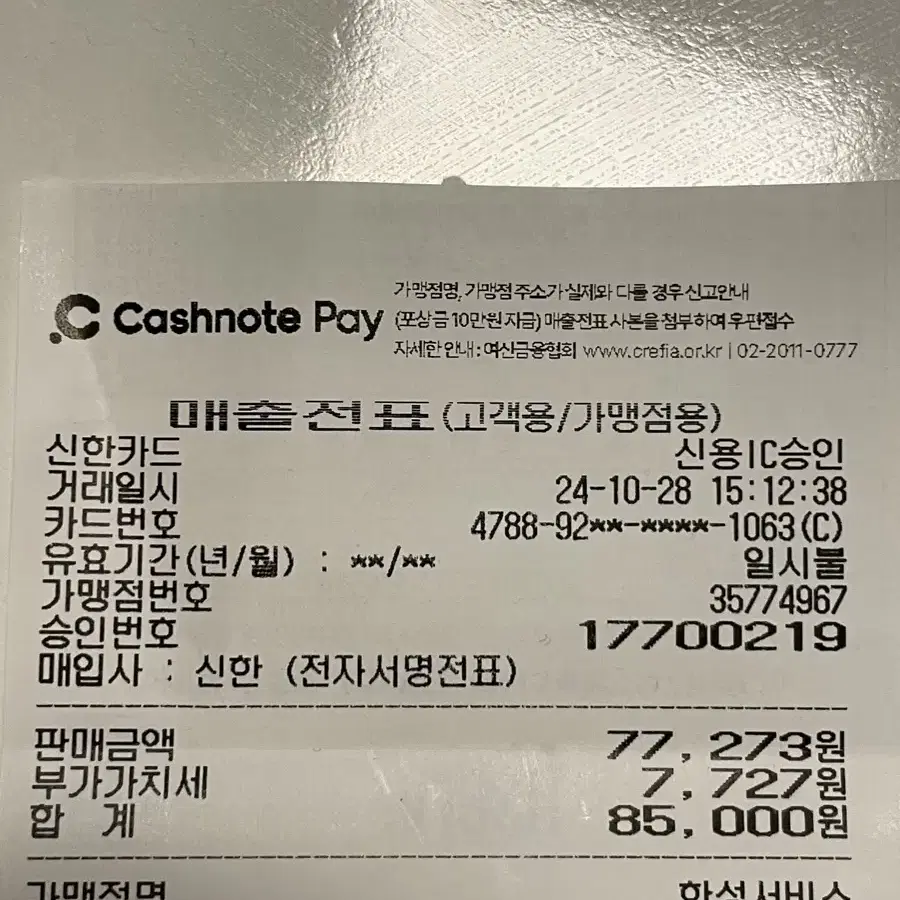 Cashnote Pay
가맹점명, 가맹점 주소가 실제와 다를 경우 신고안내
(포상금 10만원 지급) 매출전표 사본을 첨부하여 우편접수
자세한 안내 : 여신금융협회 www.crefia.or.kr | 02-2011-0777
매출전표(고객용/가맹점용)
신한카드 신용IC승인
거래일시 24-10-28 15:12:38
카드번호 4788-92**-****-1063(C)
유효기간(년/월) : **/** 일시불
가맹점번호 35774967
승인번호 17700219
매입사 : 신한 (전자서명전표)
판매금액 77,273원
부가가치세 7,727원
합 계 85,000원
가맹점명